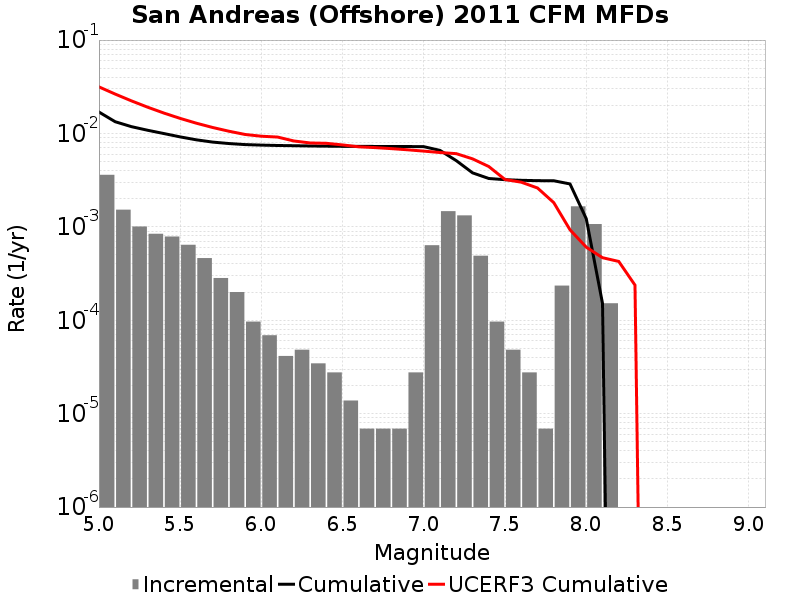 San Andreas (Offshore) 2011 CFM MFDs
10-1
10-2
10-3
10-4
10-5
10-6
Rate (1/yr)
5.0 5.5 6.0 6.5 7.0 7.5 8.0 8.5 9.0
Magnitude
Incremental Cumulative UCERF3 Cumulative